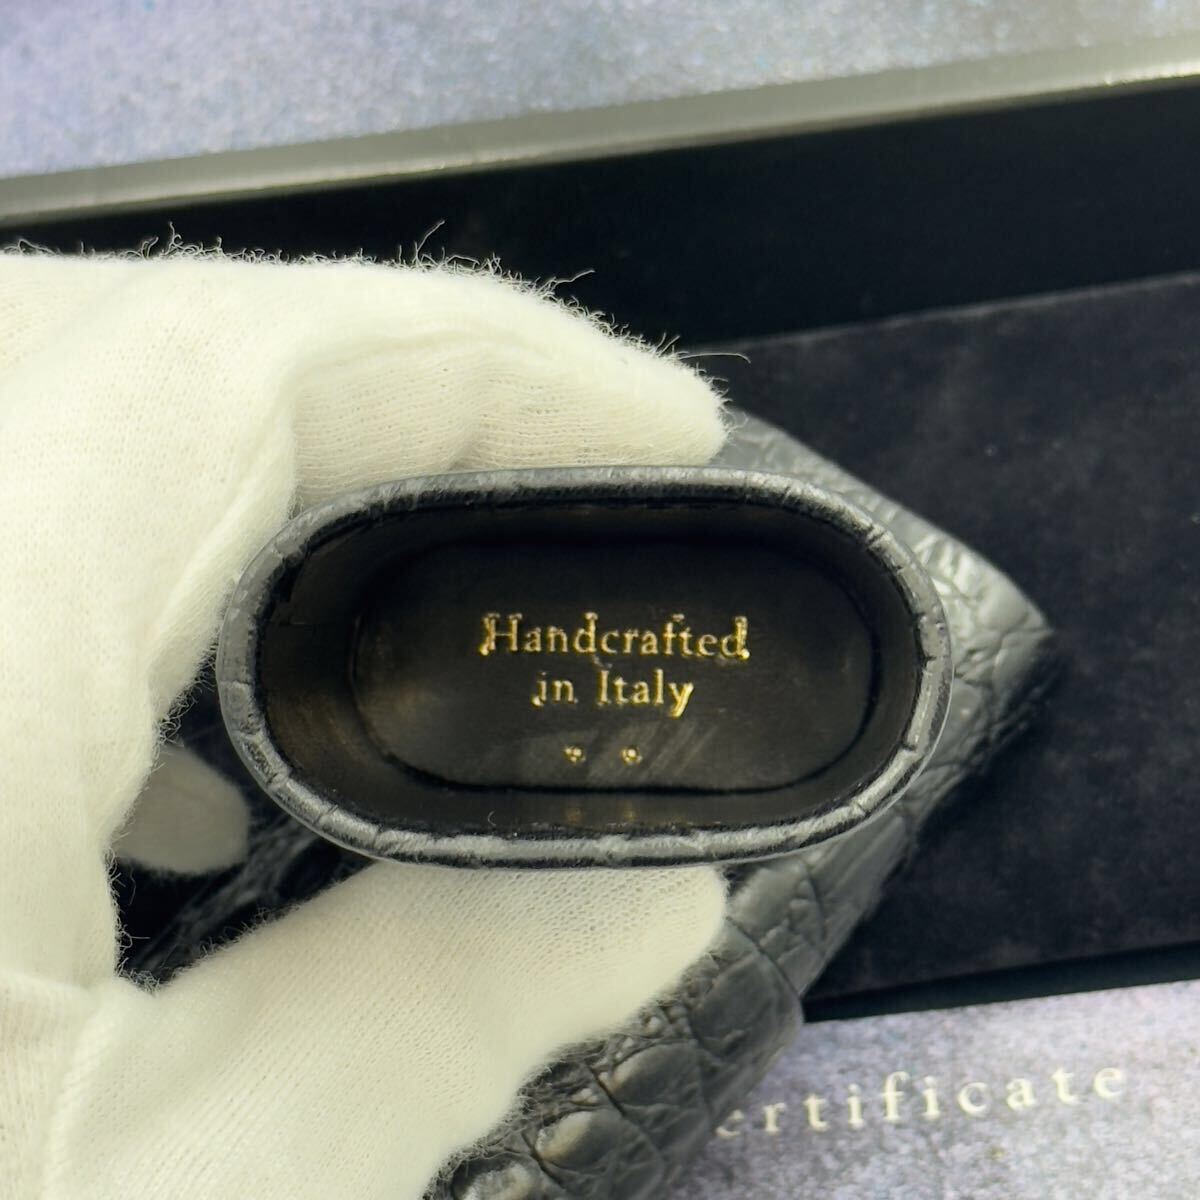 Handcrafted
in Italy
ertificate